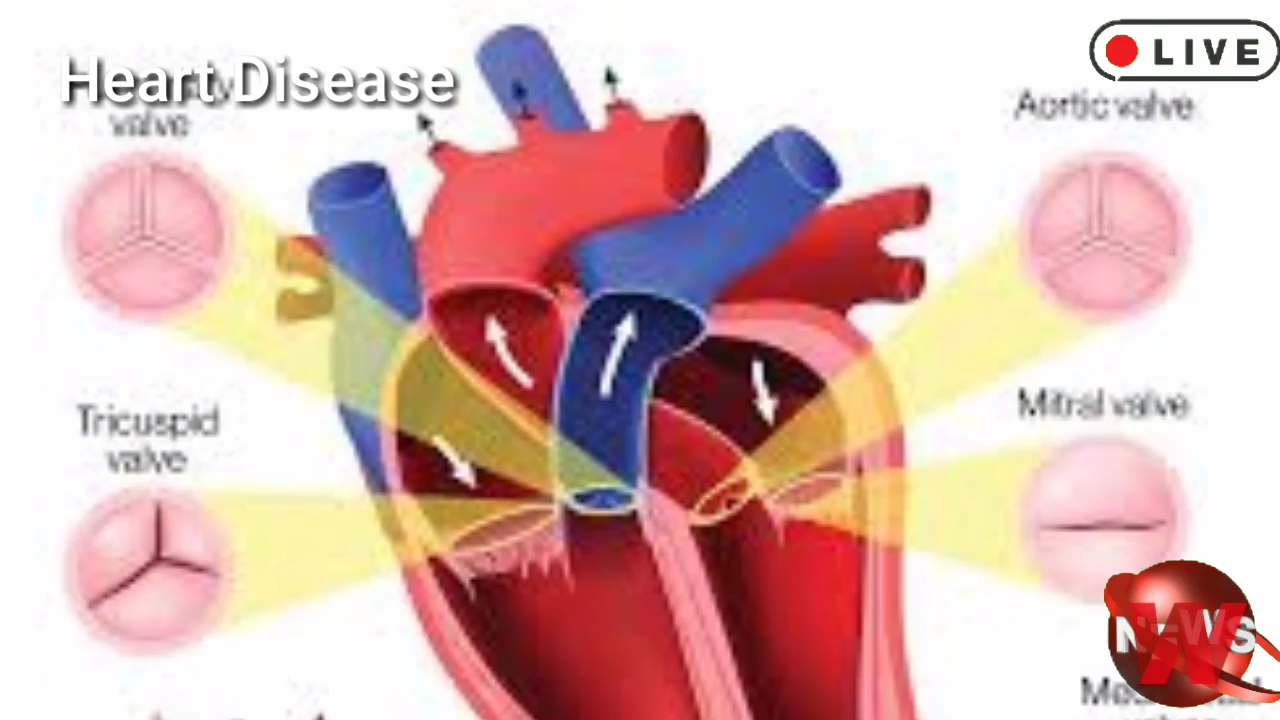 Heart Disease
LIVE
valve
Aortic valve
Tricuspid
valve
Mitral valve
NEWS